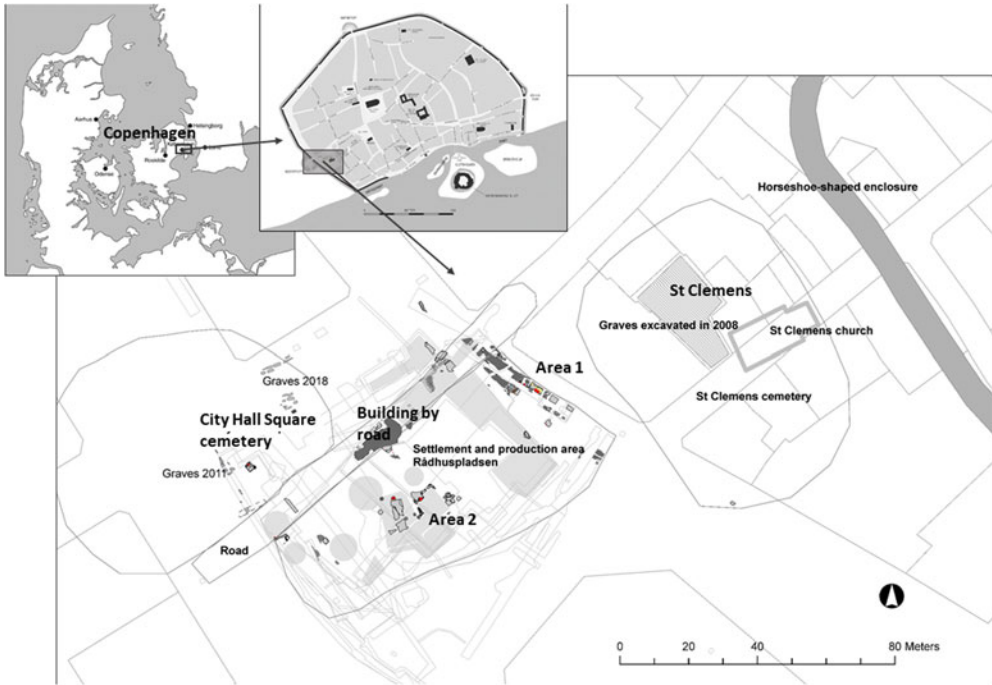 Aarhus
Helsingborg
Copenhagen
Roskilde
Odense
Horseshoe-shaped enclosure
St Clemens
Graves excavated in 2008
St Clemens church
Area 1
Graves 2018
St Clemens cemetery
City Hall Square
cemetery
Building by
road
Settlement and production area
Rådhuspladsen
Graves 2011
Area 2
Road
0 20 40 80 Meters